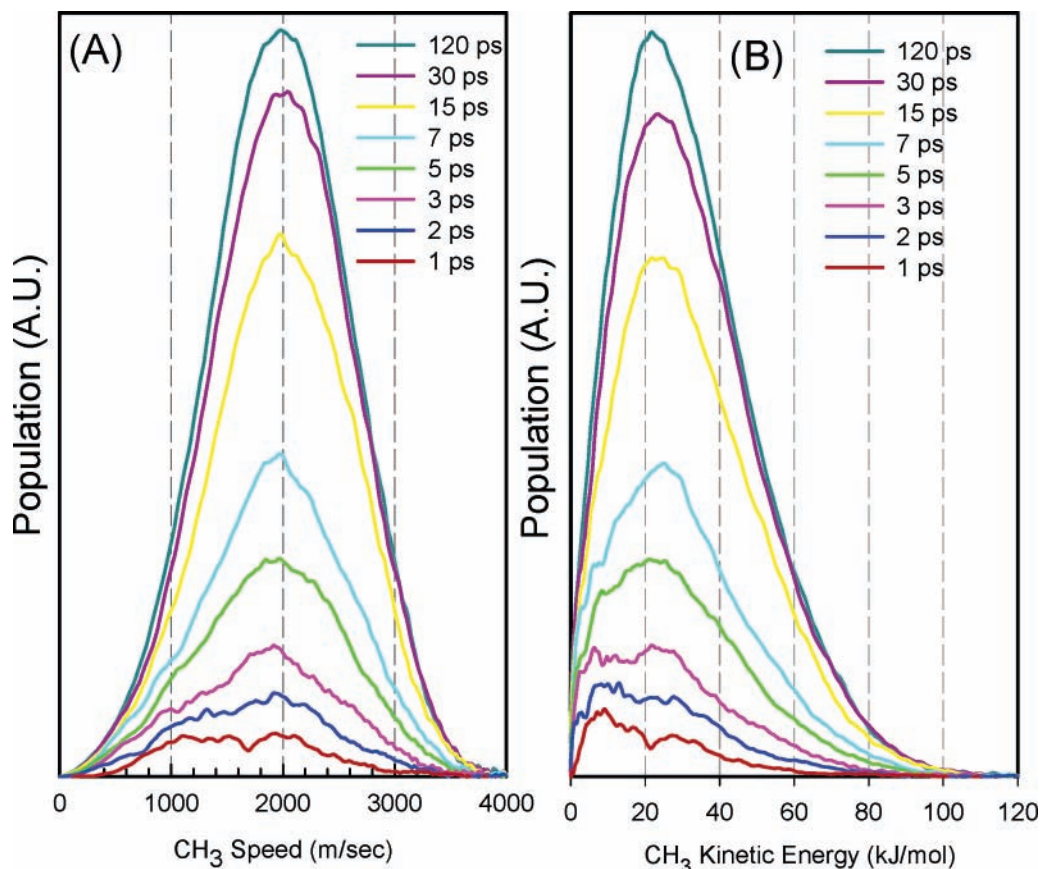 (A)
120 ps
30 ps
15 ps
7 ps
5 ps
3 ps
2 ps
1 ps
Population (A.U.)
0 1000 2000 3000 4000
CH3 Speed (m/sec)
(B)
120 ps
30 ps
15 ps
7 ps
5 ps
3 ps
2 ps
1 ps
Population (A.U.)
0 20 40 60 80 100 120
CH3 Kinetic Energy (kJ/mol)